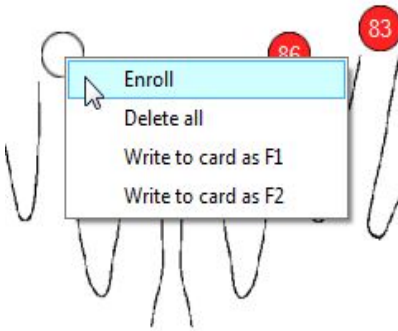 83
86
Enroll
Delete all
Write to card as F1
Write to card as F2